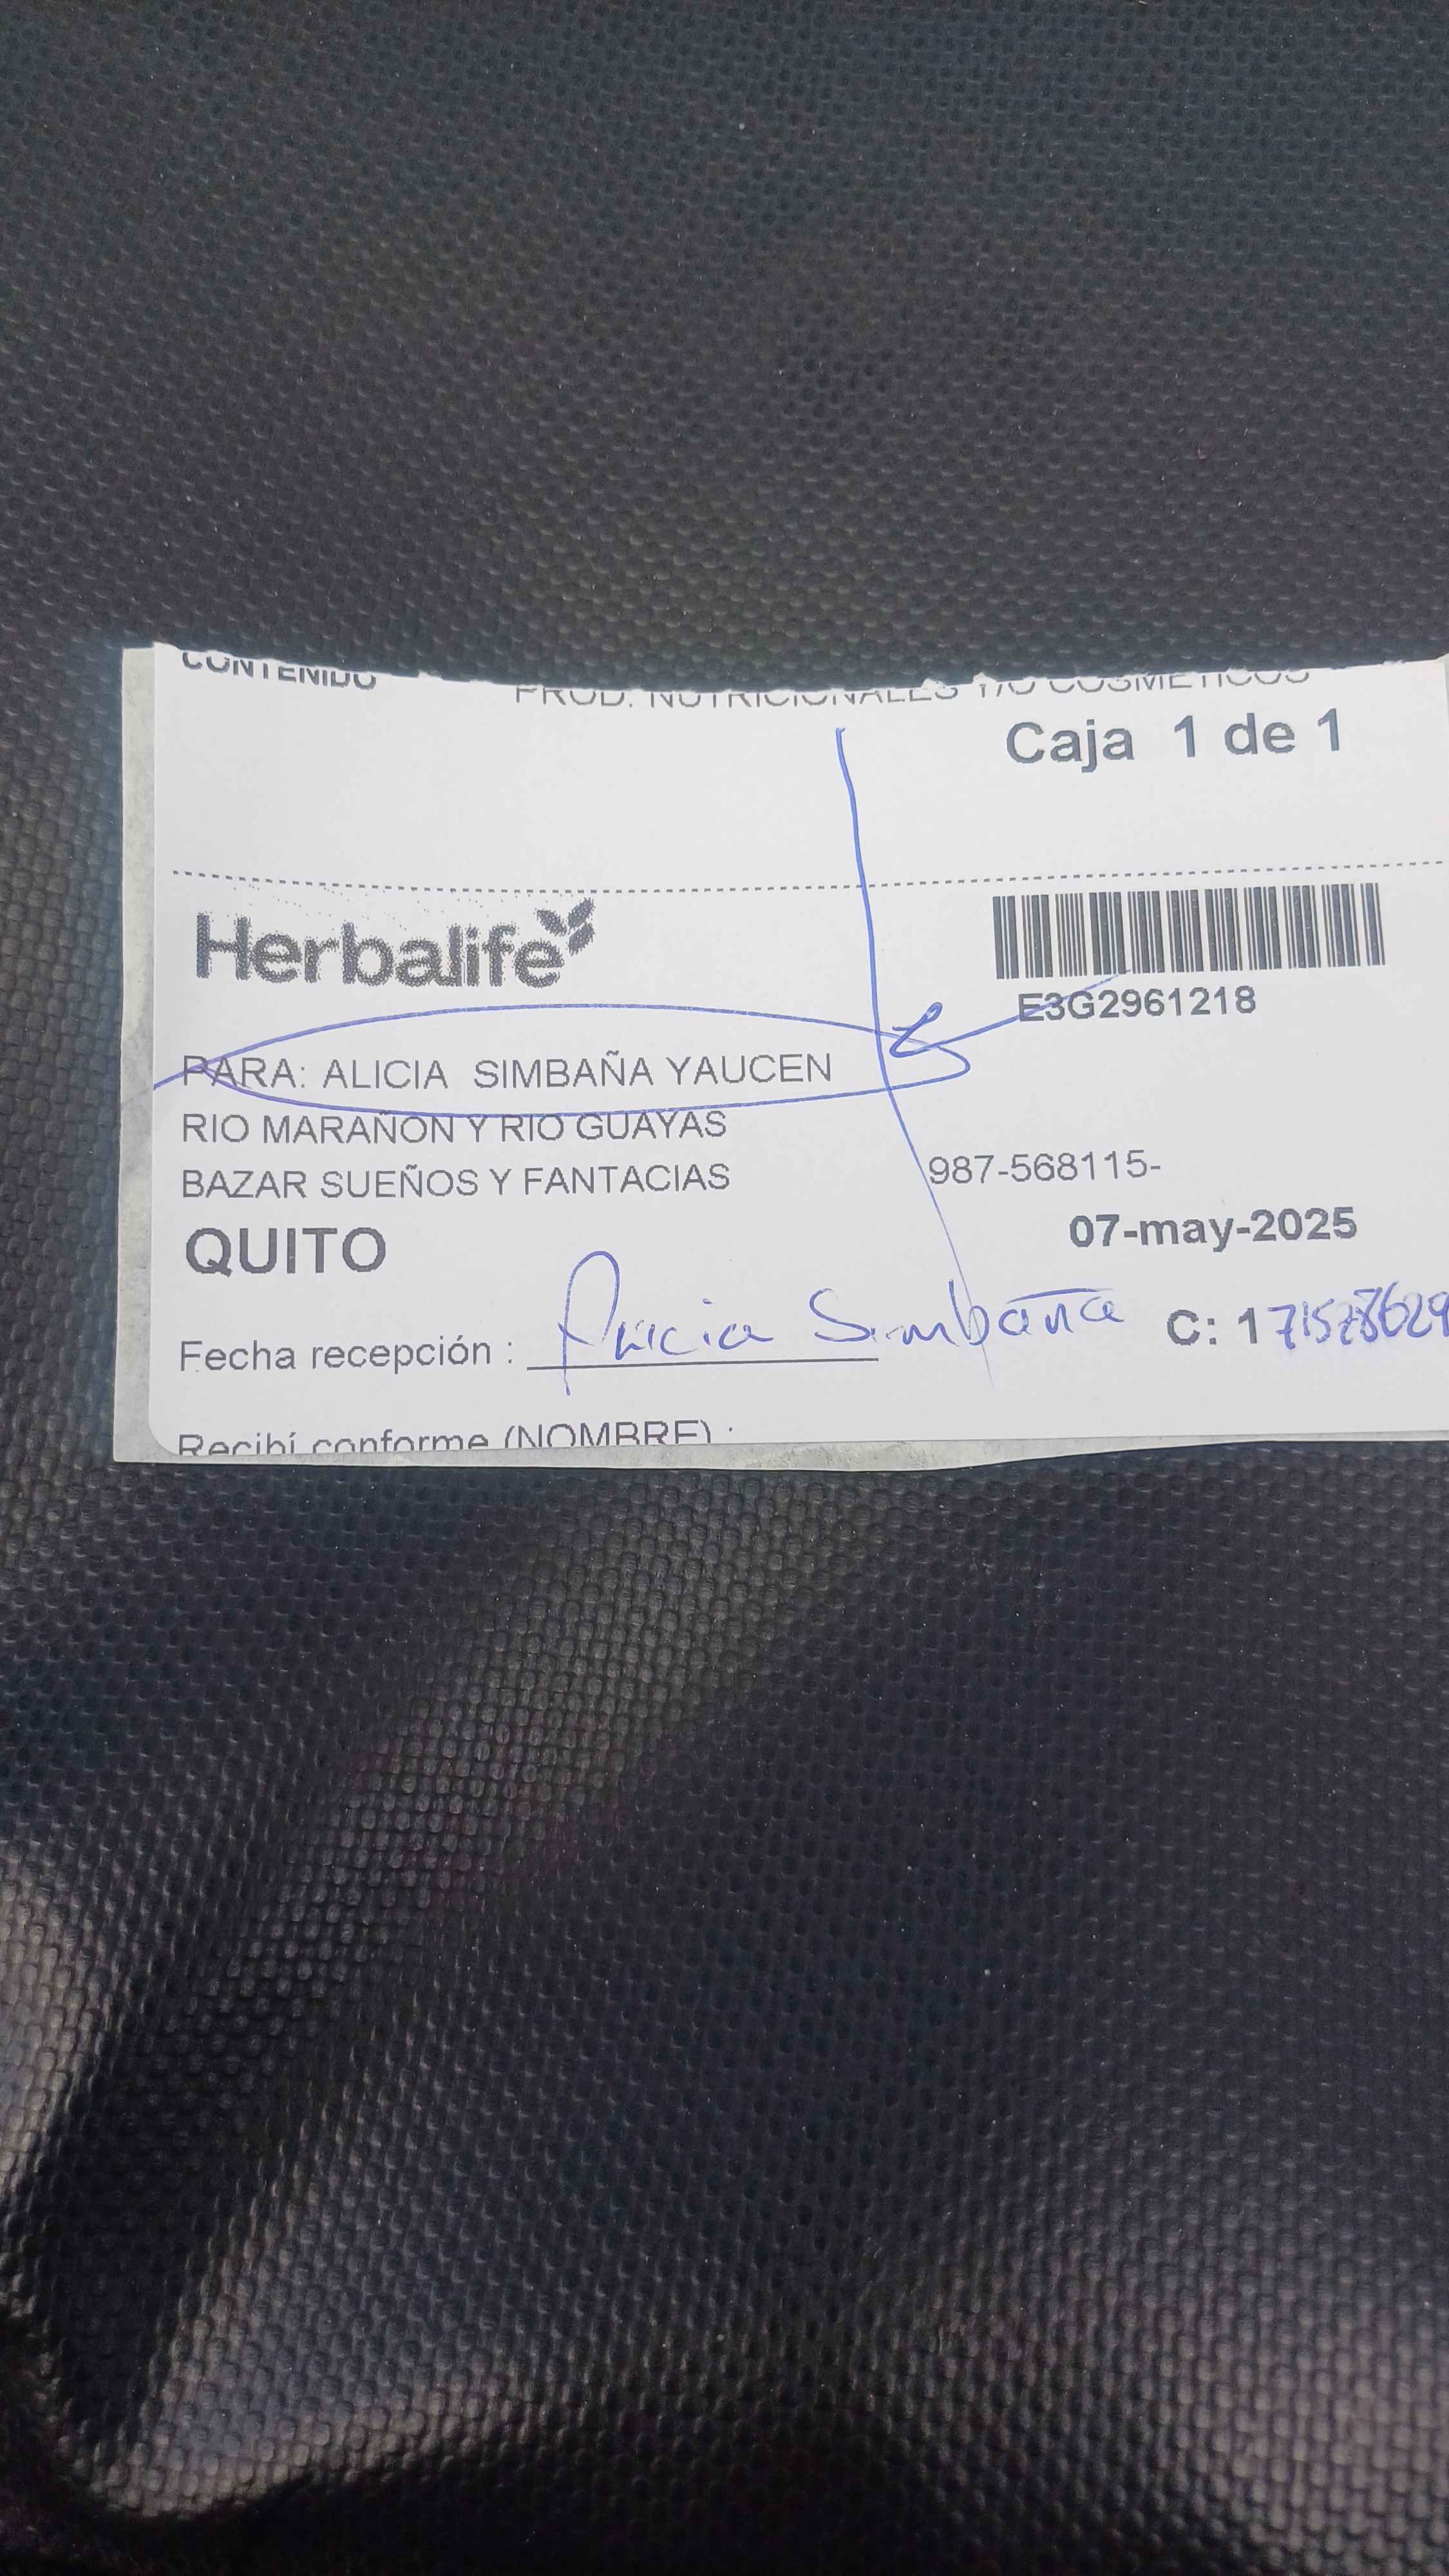 CONTENIDO PROD. NUTRICIONALES Y/O COSMETICOS
Caja 1 de 1
Herbalife
E3G2961218
PARA: ALICIA SIMBAÑA YAUCEN
RIO MARAÑON Y RIO GUAYAS
BAZAR SUEÑOS Y FANTACIAS 987-568115-
QUITO 07-may-2025
Fecha recepción : Alicia Simbaña C: 1
Recibí conforme (NOMBRE) :